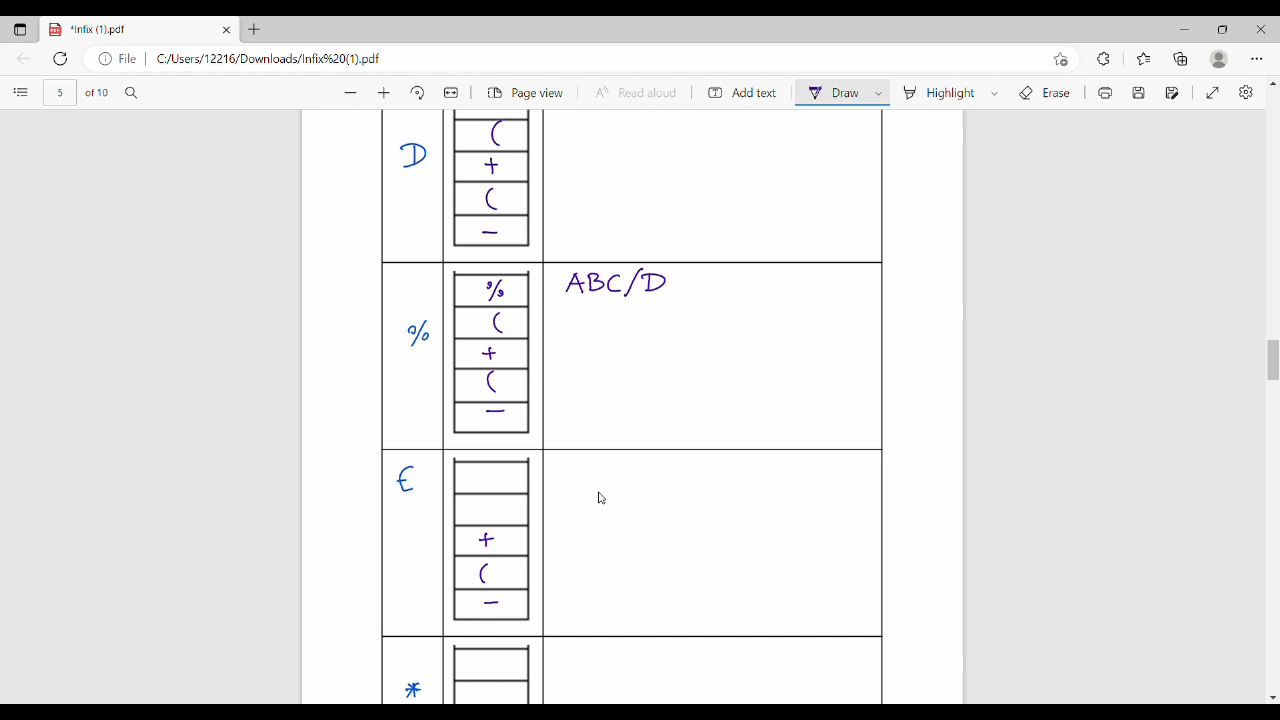 *Infix (1).pdf
File C:/Users/12216/Downloads/Infix%20(1).pdf
5 of 10 Page view Read aloud Add text Draw Highlight Erase
(
D
+
(
-
% ABC/D
(
%
+
(
-
E
+
(
-
*